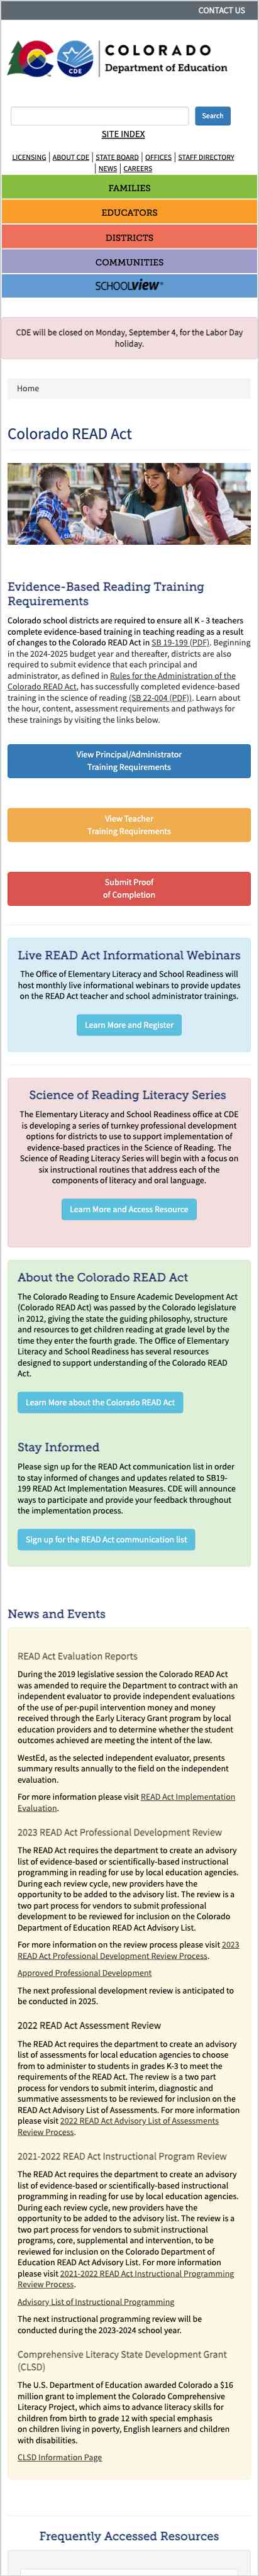 CONTACT US
COLORADO
Department of Education
CDE
Search
SITE INDEX
LICENSING | ABOUT CDE | STATE BOARD | OFFICES | STAFF DIRECTORY
| NEWS | CAREERS
FAMILIES
EDUCATORS
DISTRICTS
COMMUNITIES
SCHOOLVIEW®
CDE will be closed on Monday, September 4, for the Labor Day
holiday.
Home
Colorado READ Act
Evidence-Based Reading Training
Requirements
Colorado school districts are required to ensure all K - 3 teachers
complete evidence-based training in teaching reading as a result
of changes to the Colorado READ Act in SB 19-199 (PDF). Beginning
in the 2024-2025 budget year and thereafter, districts are also
required to submit evidence that each principal and
administrator, as defined in Rules for the Administration of the
Colorado READ Act, has successfully completed evidence-based
training in the science of reading (SB 22-004 (PDF)). Learn about
the hour, content, assessment requirements and pathways for
these trainings by visiting the links below.
View Principal/Administrator
Training Requirements
View Teacher
Training Requirements
Submit Proof
of Completion
Live READ Act Informational Webinars
The Office of Elementary Literacy and School Readiness will
host monthly live informational webinars to provide updates
on the READ Act teacher and school administrator trainings.
Learn More and Register
Science of Reading Literacy Series
The Elementary Literacy and School Readiness office at CDE
is developing a series of turnkey professional development
options for districts to use to support implementation of
evidence-based practices in the Science of Reading. The
Science of Reading Literacy Series will begin with a focus on
six instructional routines that address each of the
components of literacy and oral language.
Learn More and Access Resource
About the Colorado READ Act
The Colorado Reading to Ensure Academic Development Act
(Colorado READ Act) was passed by the Colorado legislature
in 2012, giving the state the guiding philosophy, structure
and resources to get children reading at grade level by the
time they enter the fourth grade. The Office of Elementary
Literacy and School Readiness has several resources
designed to support understanding of the Colorado READ
Act.
Learn More about the Colorado READ Act
Stay Informed
Please sign up for the READ Act communication list in order
to stay informed of changes and updates related to SB19-
199 READ Act Implementation Measures. CDE will announce
ways to participate and provide your feedback throughout
the implementation process.
Sign up for the READ Act communication list
News and Events
READ Act Evaluation Reports
During the 2019 legislative session the Colorado READ Act
was amended to require the Department to contract with an
independent evaluator to provide independent evaluations
of the use of per-pupil intervention money and money
received through the Early Literacy Grant program by local
education providers and to determine whether the student
outcomes achieved are meeting the intent of the law.
WestEd, as the selected independent evaluator, presents
summary results annually to the field on the independent
evaluation.
For more information please visit READ Act Implementation
Evaluation.
2023 READ Act Professional Development Review
The READ Act requires the department to create an advisory
list of evidence-based or scientifically-based instructional
programming in reading for use by local education agencies.
During each review cycle, new providers have the
opportunity to be added to the advisory list. The review is a
two part process for vendors to submit professional
development to be reviewed for inclusion on the Colorado
Department of Education READ Act Advisory List.
For more information on the review process please visit 2023
READ Act Professional Development Review Process.
Approved Professional Development
The next professional development review is anticipated to
be conducted in 2025.
2022 READ Act Assessment Review
The READ Act requires the department to create an advisory
list of assessments for local education agencies to choose
from to administer to students in grades K-3 to meet the
requirements of the READ Act. The review is a two part
process for vendors to submit interim, diagnostic and
summative assessments to be reviewed for inclusion on the
READ Act Advisory List of Assessments. For more information
please visit 2022 READ Act Advisory List of Assessments
Review Process.
2021-2022 READ Act Instructional Program Review
The READ Act requires the department to create an advisory
list of evidence-based or scientifically-based instructional
programming in reading for use by local education agencies.
During each review cycle, new providers have the
opportunity to be added to the advisory list. The review is a
two part process for vendors to submit instructional
programs, core, supplemental and intervention, to be
reviewed for inclusion on the Colorado Department of
Education READ Act Advisory List. For more information
please visit 2021-2022 READ Act Instructional Programming
Review Process.
Advisory List of Instructional Programming
The next instructional programming review will be
conducted during the 2023-2024 school year.
Comprehensive Literacy State Development Grant
(CLSD)
The U.S. Department of Education awarded Colorado a $16
million grant to implement the Colorado Comprehensive
Literacy Project, which aims to advance literacy skills for
children from birth to grade 12 with special emphasis
on children living in poverty, English learners and children
with disabilities.
CLSD Information Page
Frequently Accessed Resources